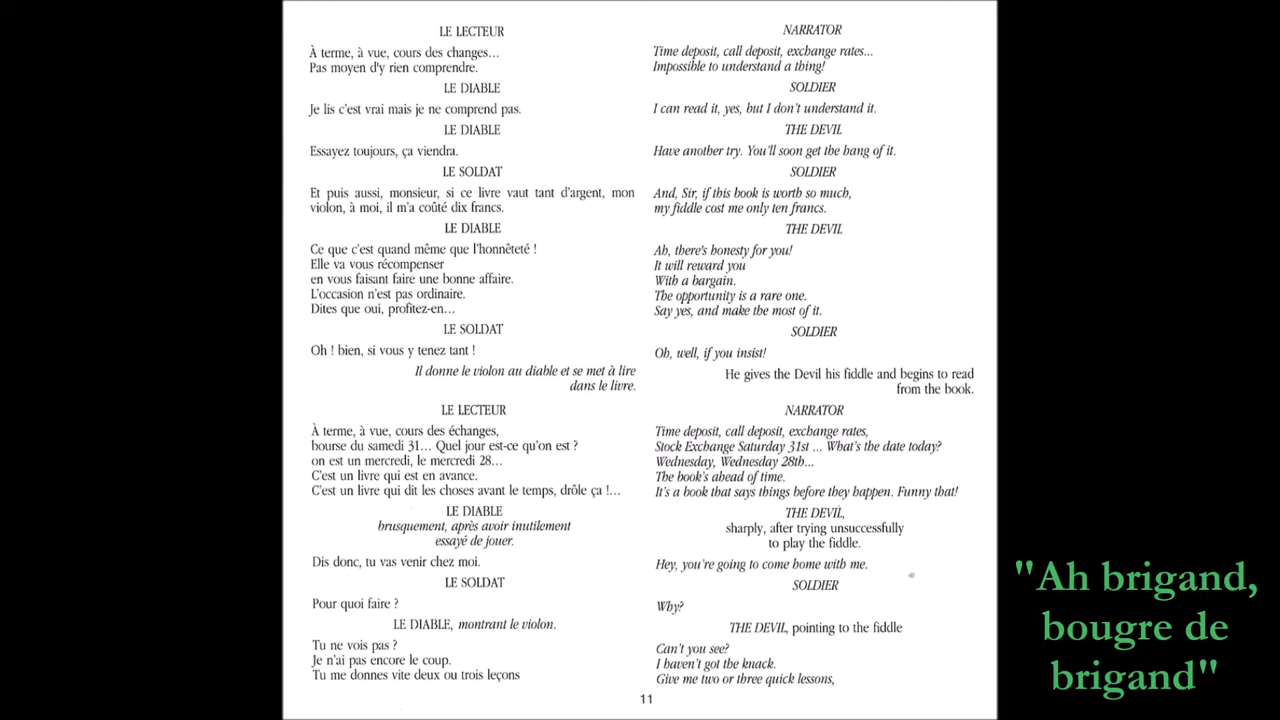 LE LECTEUR
À terme, à vue, cours des changes…
Pas moyen d'y rien comprendre.
LE DIABLE
Je lis c'est vrai mais je ne comprend pas.
LE DIABLE
Essayez toujours, ça viendra.
LE SOLDAT
Et puis aussi, monsieur, si ce livre vaut tant d'argent, mon
violon, à moi, il m'a coûté dix francs.
LE DIABLE
Ce que c'est quand même que l'honnêteté !
Elle va vous récompenser
en vous faisant faire une bonne affaire.
L'occasion n'est pas ordinaire.
Dites que oui, profitez-en…
LE SOLDAT
Oh ! bien, si vous y tenez tant !
Il donne le violon au diable et se met à lire
dans le livre.
LE LECTEUR
À terme, à vue, cours des échanges,
bourse du samedi 31… Quel jour est-ce qu'on est ?
on est un mercredi, le mercredi 28…
C'est un livre qui est en avance.
C'est un livre qui dit les choses avant le temps, drôle ça !…
LE DIABLE
brusquement, après avoir inutilement
essayé de jouer.
Dis donc, tu vas venir chez moi.
LE SOLDAT
Pour quoi faire ?
LE DIABLE, montrant le violon.
Tu ne vois pas ?
Je n'ai pas encore le coup.
Tu me donnes vite deux ou trois leçons
NARRATOR
Time deposit, call deposit, exchange rates...
Impossible to understand a thing!
SOLDIER
I can read it, yes, but I don't understand it.
THE DEVIL
Have another try. You'll soon get the hang of it.
SOLDIER
And, Sir, if this book is worth so much,
my fiddle cost me only ten francs.
THE DEVIL
Ah, there's honesty for you!
It will reward you
With a bargain.
The opportunity is a rare one.
Say yes, and make the most of it.
SOLDIER
Oh, well, if you insist!
He gives the Devil his fiddle and begins to read
from the book.
NARRATOR
Time deposit, call deposit, exchange rates,
Stock Exchange Saturday 31st ... What's the date today?
Wednesday, Wednesday 28th...
The book's ahead of time.
It's a book that says things before they happen. Funny that!
THE DEVIL,
sharply, after trying unsuccessfully
to play the fiddle.
Hey, you're going to come home with me.
SOLDIER
Why?
THE DEVIL, pointing to the fiddle
Can't you see?
I haven't got the knack.
Give me two or three quick lessons,
11
"Ah brigand,
bougre de
brigand"